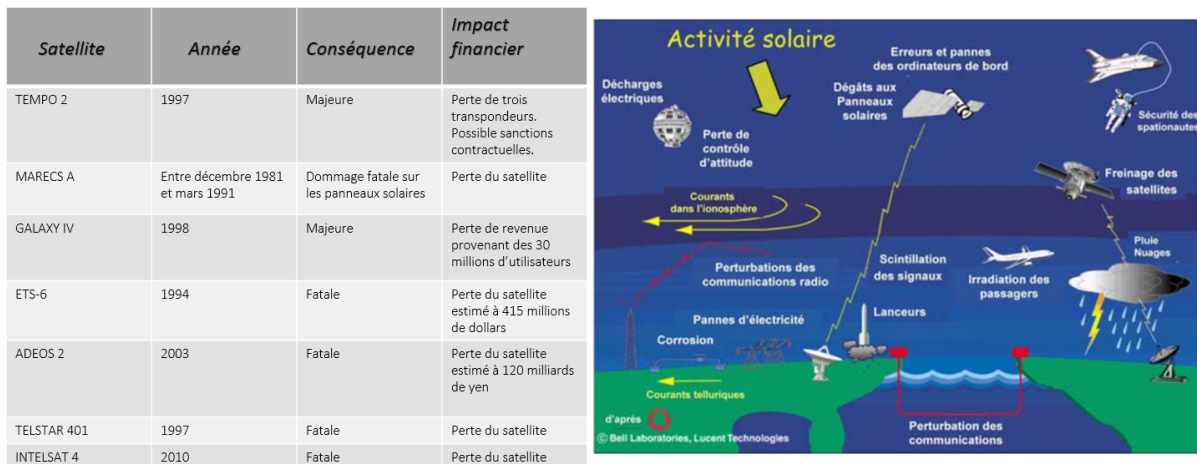 Satellite Année Conséquence Impact
financier
TEMPO 2 1997 Majeure Perte de trois
transpondeurs.
Possible sanctions
contractuelles.
MARECS A Entre décembre 1981 Dommage fatale sur Perte du satellite
et mars 1991 les panneaux solaires
GALAXY IV 1998 Majeure Perte de revenue
provenant des 30
millions d'utilisateurs
ETS-6 1994 Fatale Perte du satellite
estimé à 415 millions
de dollars
ADEOS 2 2003 Fatale Perte du satellite
estimé à 120 milliards
de yen
TELSTAR 401 1997 Fatale Perte du satellite
INTELSAT 4 2010 Fatale Perte du satellite
Activité solaire
Erreurs et pannes
des ordinateurs de bord
Décharges
électriques
Dégâts aux
Panneaux
solaires
Sécurité des
spationautes
Perte de
contrôle
d'attitude
Freinage des
satellites
Courants
dans l'ionosphère
Pluie
Nuages
Perturbations des
communications radio
Scintillation
des signaux
Irradiation des
passagers
Lanceurs
Pannes d'électricité
Corrosion
Courants telluriques
d'après
© Bell Laboratories, Lucent Technologies
Perturbation des
communications